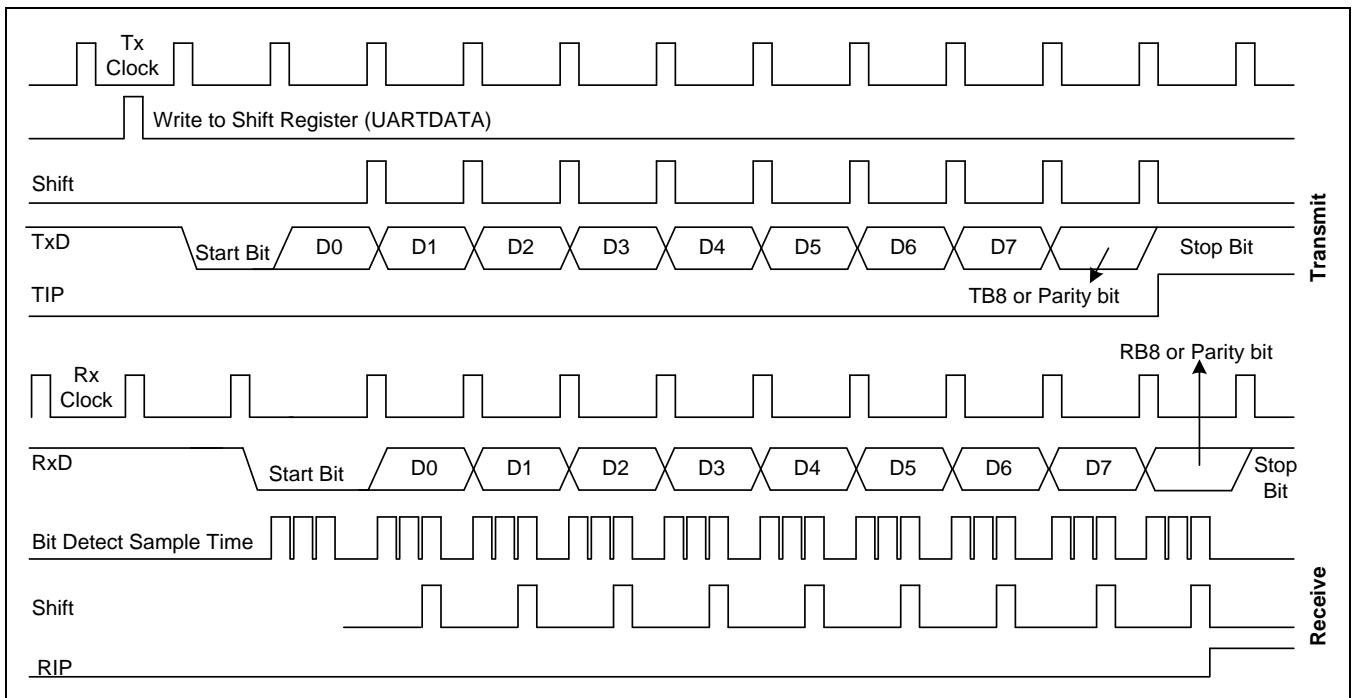 Tx
Clock
Write to Shift Register (UARTDATA)
Shift
TxD
Start Bit
D0
D1
D2
D3
D4
D5
D6
D7
Stop Bit
TIP
TB8 or Parity bit
Transmit
RB8 or Parity bit
Rx
Clock
RxD
Start Bit
D0
D1
D2
D3
D4
D5
D6
D7
Stop
Bit
Bit Detect Sample Time
Shift
RIP
Receive